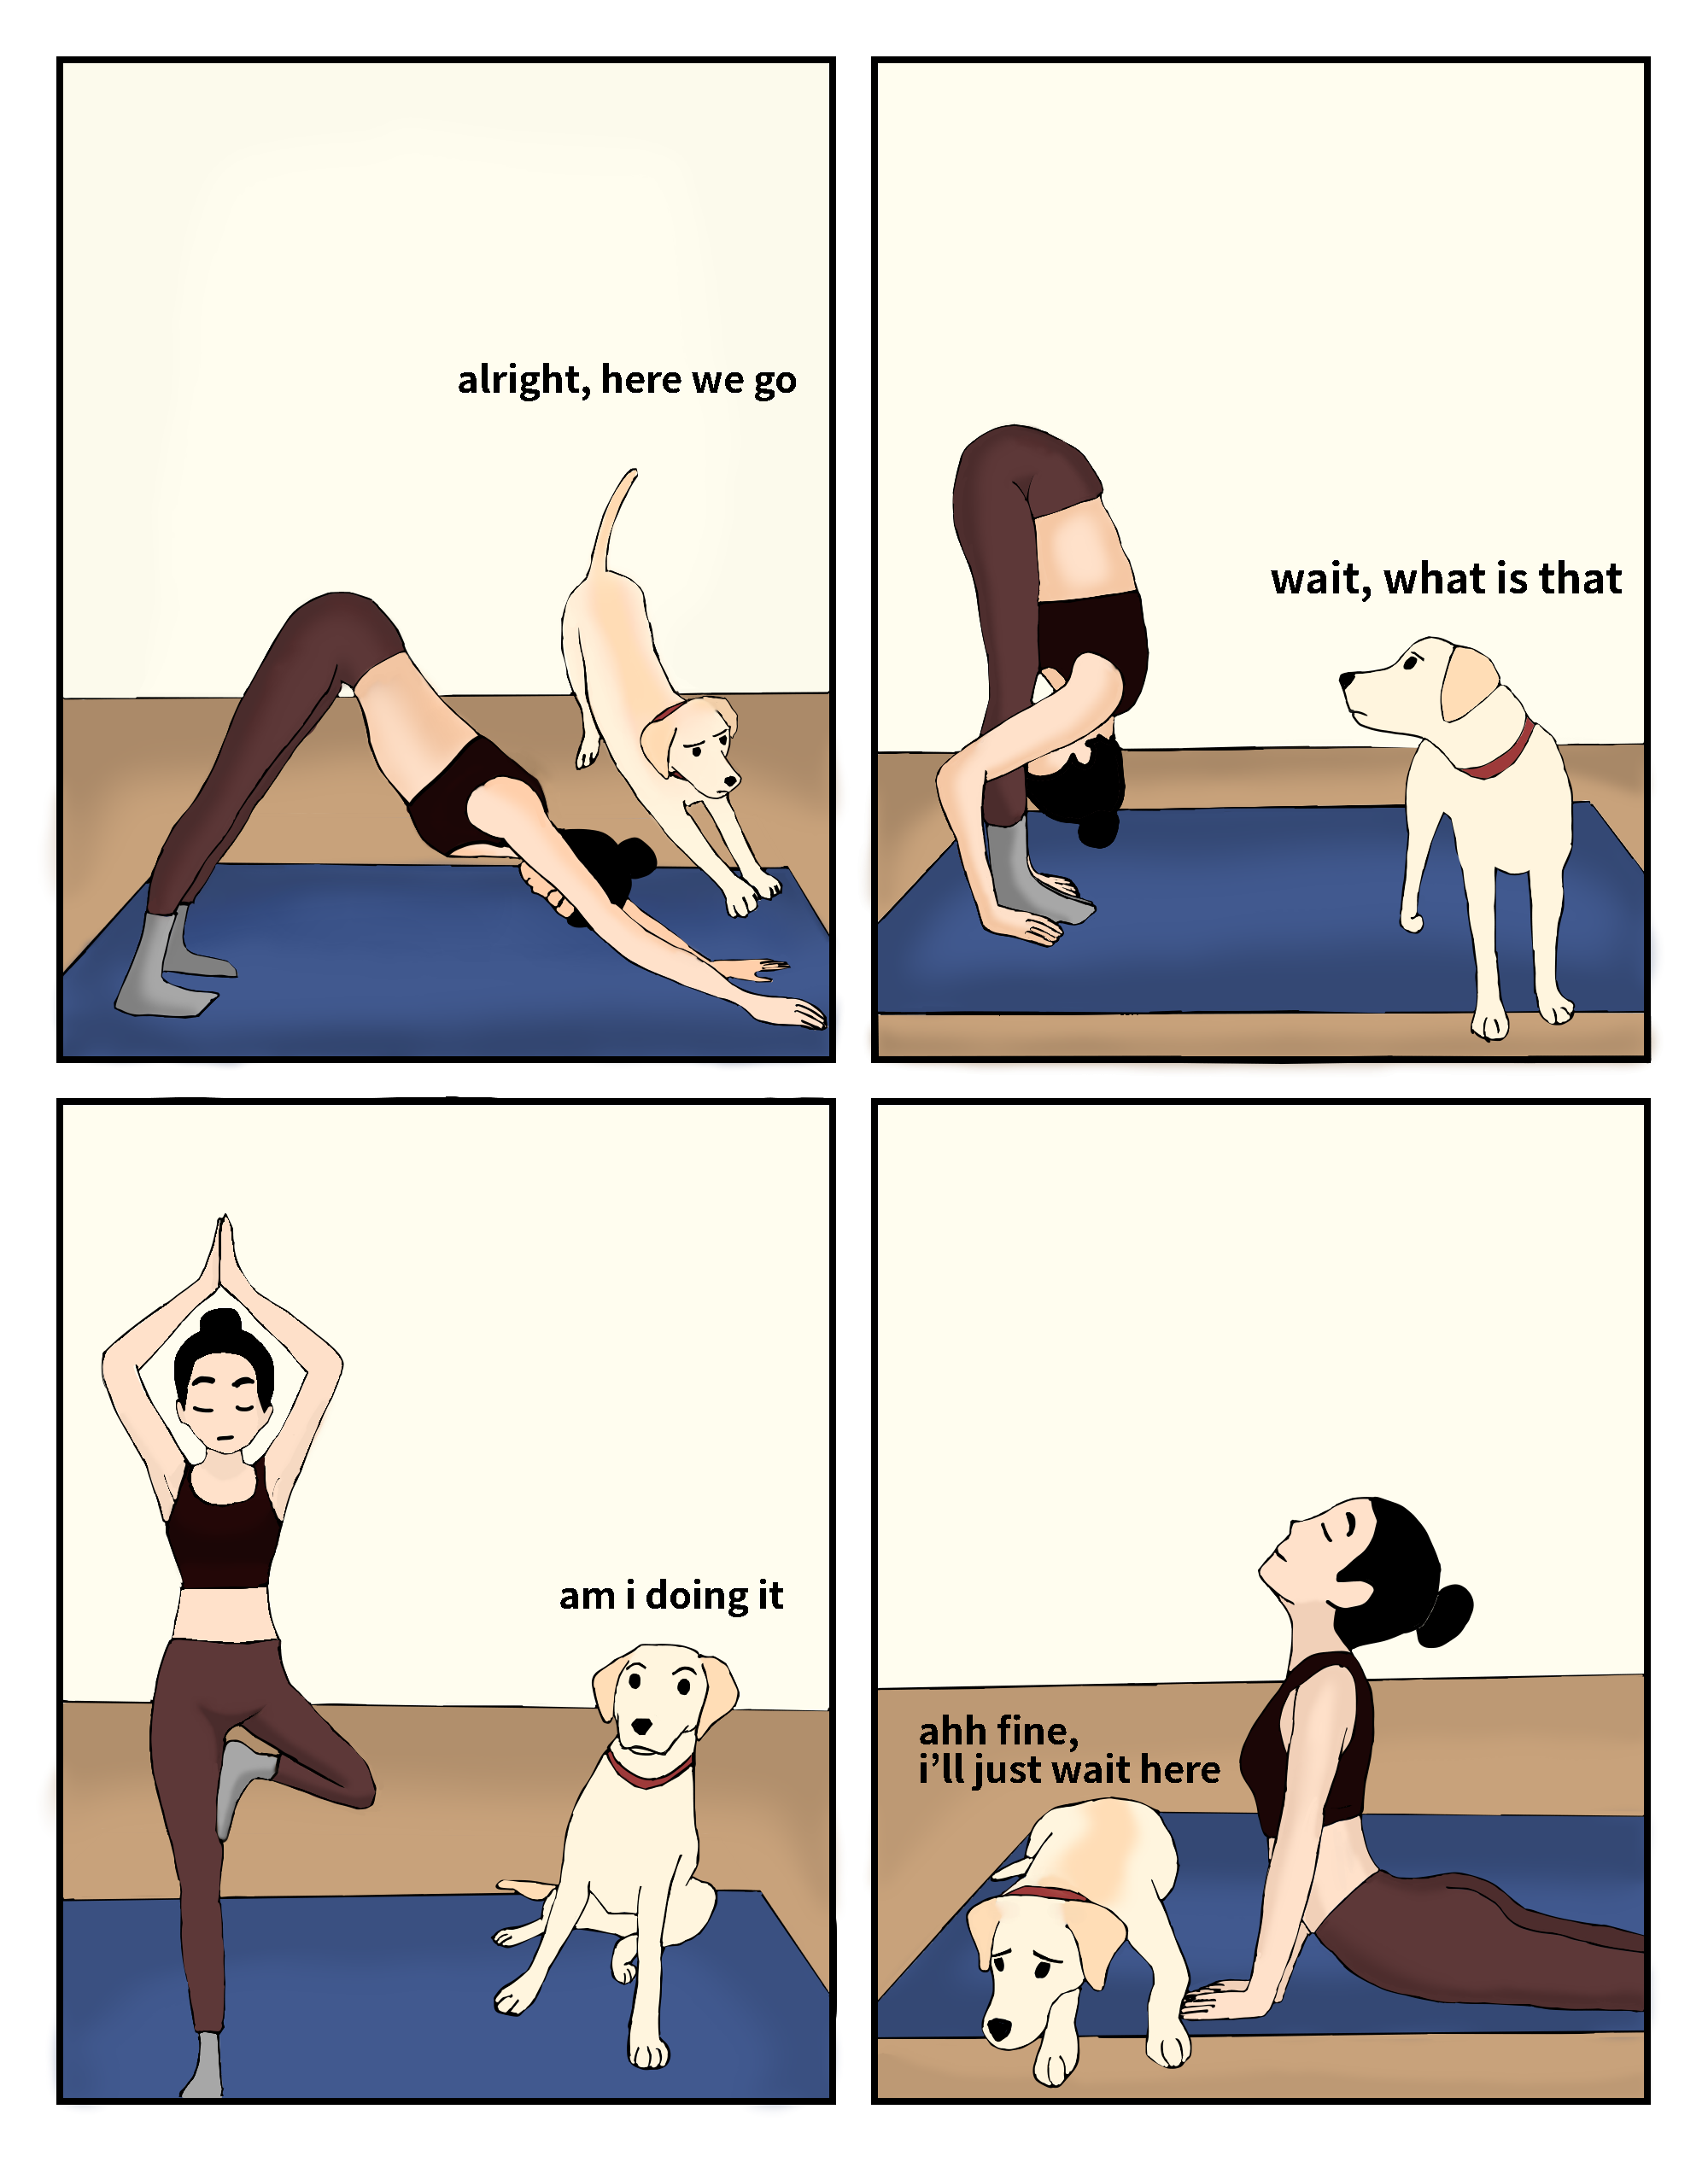 alright, here we go
wait, what is that
am i doing it
ahh fine,
i'll just wait here